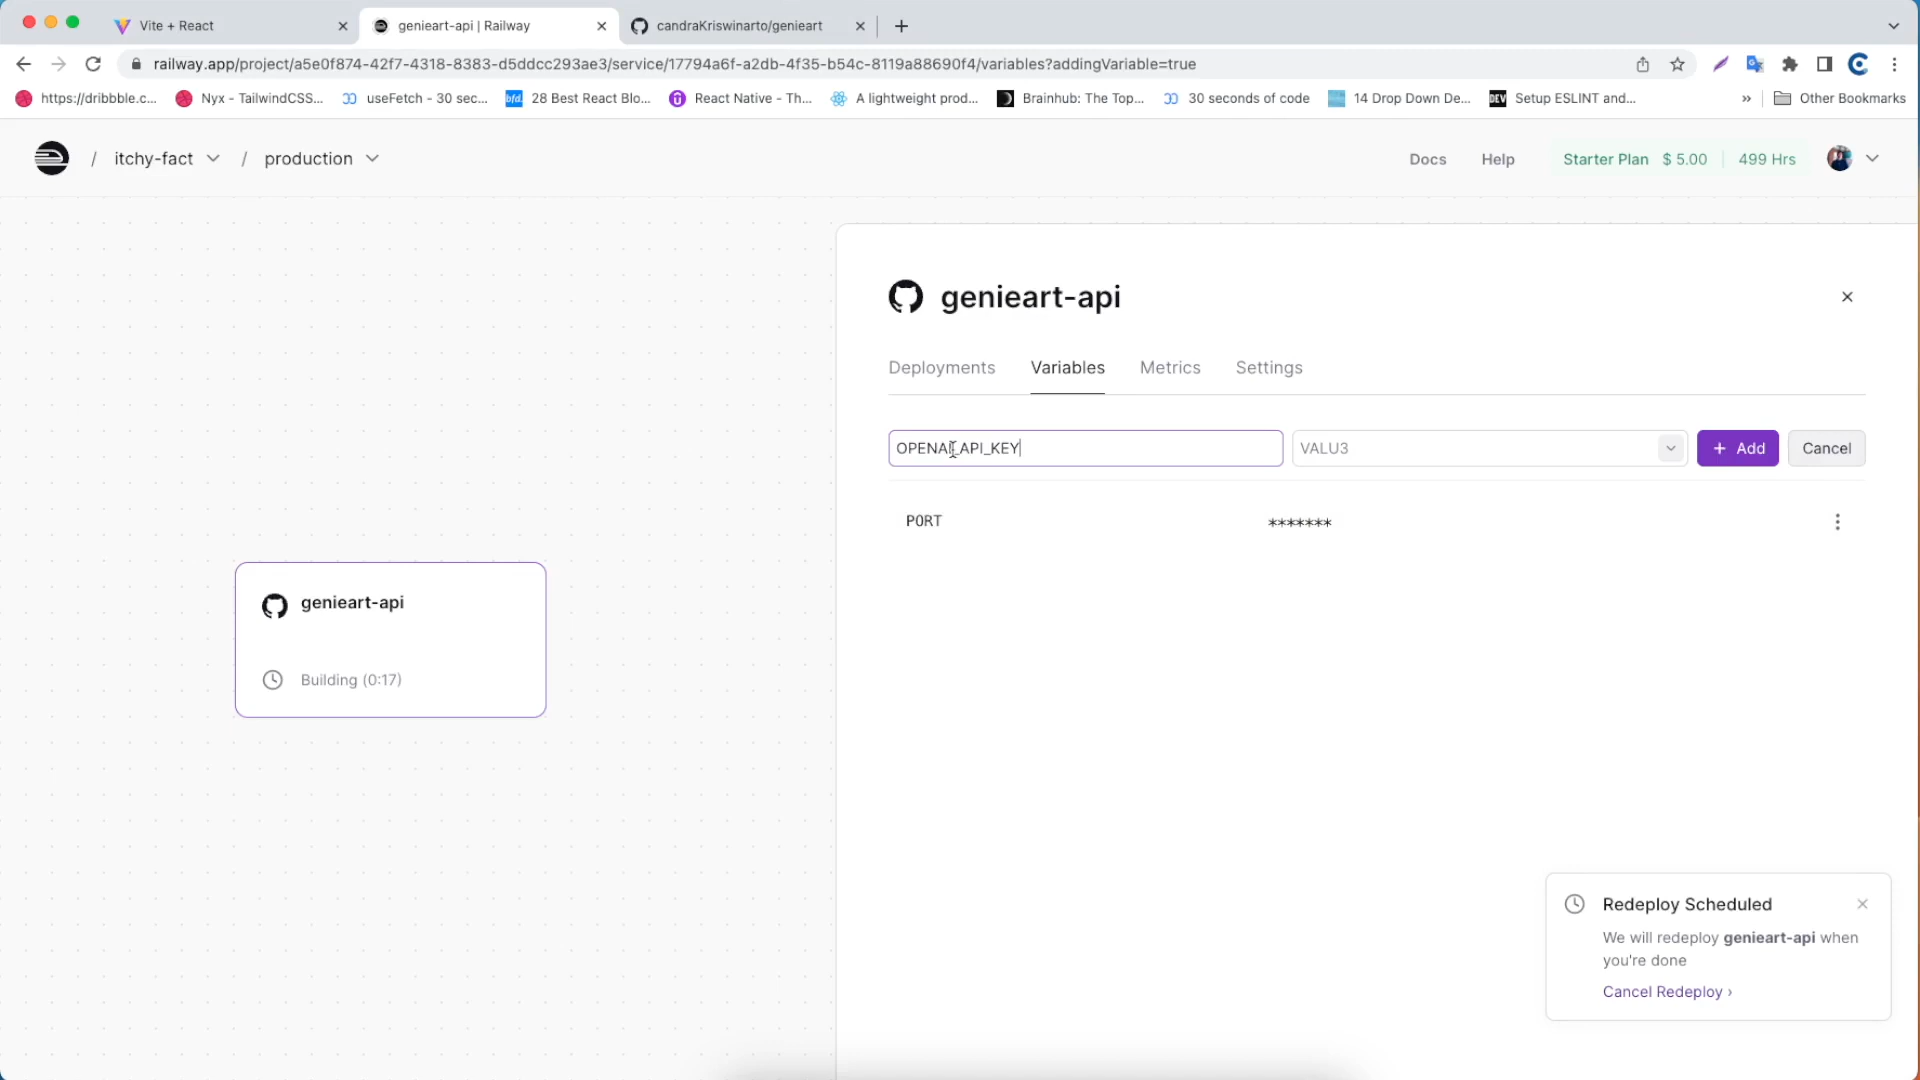 Vite + React
genieart-api | Railway
candraKriswinarto/genieart
railway.app/project/a5e0f874-42f7-4318-8383-d5ddcc293ae3/service/17794a6f-a2db-4f35-b54c-8119a88690f4/variables?addingVariable=true
https://dribbble.c... Nyx - TailwindCSS... useFetch - 30 sec... bfd. 28 Best React Blo... React Native - Th... A lightweight prod... Brainhub: The Top... 30 seconds of code 14 Drop Down De... DEV Setup ESLINT and... » Other Bookmarks
/ itchy-fact / production Docs Help Starter Plan $ 5.00 499 Hrs
genieart-api
Deployments Variables Metrics Settings
OPENAI_API_KEY VALU3 + Add Cancel
PORT *******
genieart-api
Building (0:17)
Redeploy Scheduled
We will redeploy genieart-api when
you're done
Cancel Redeploy ›